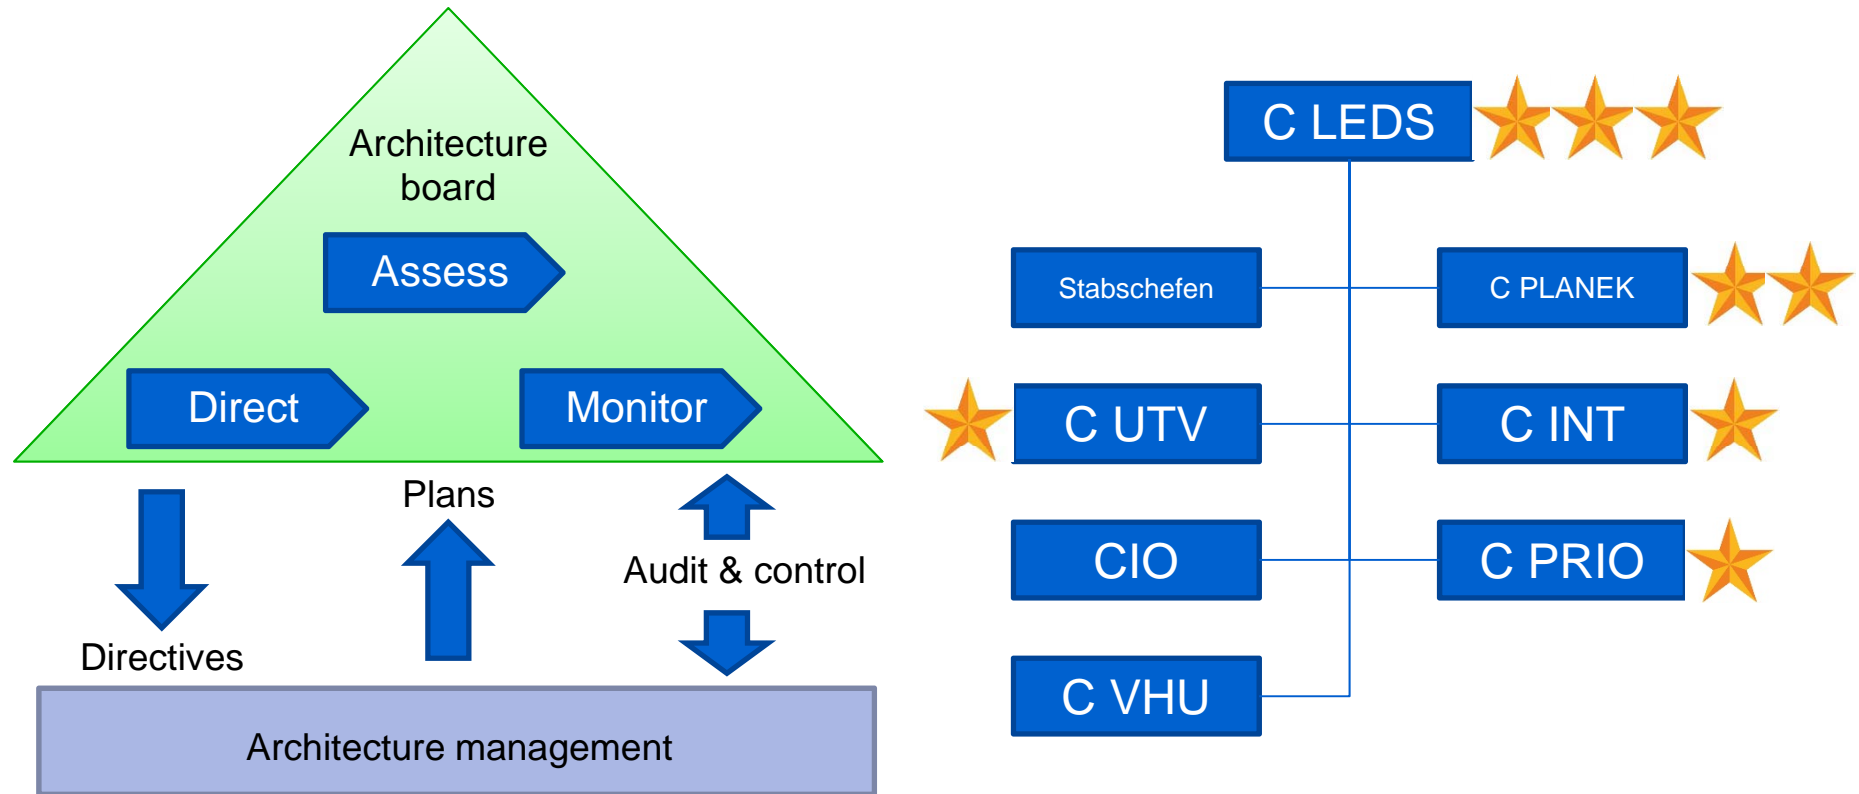 Architecture
board
Assess
Direct
Monitor
Plans
Audit & control
Directives
Architecture management
C LEDS
Stabschefen
C PLANEK
C UTV
C INT
CIO
C PRIO
C VHU